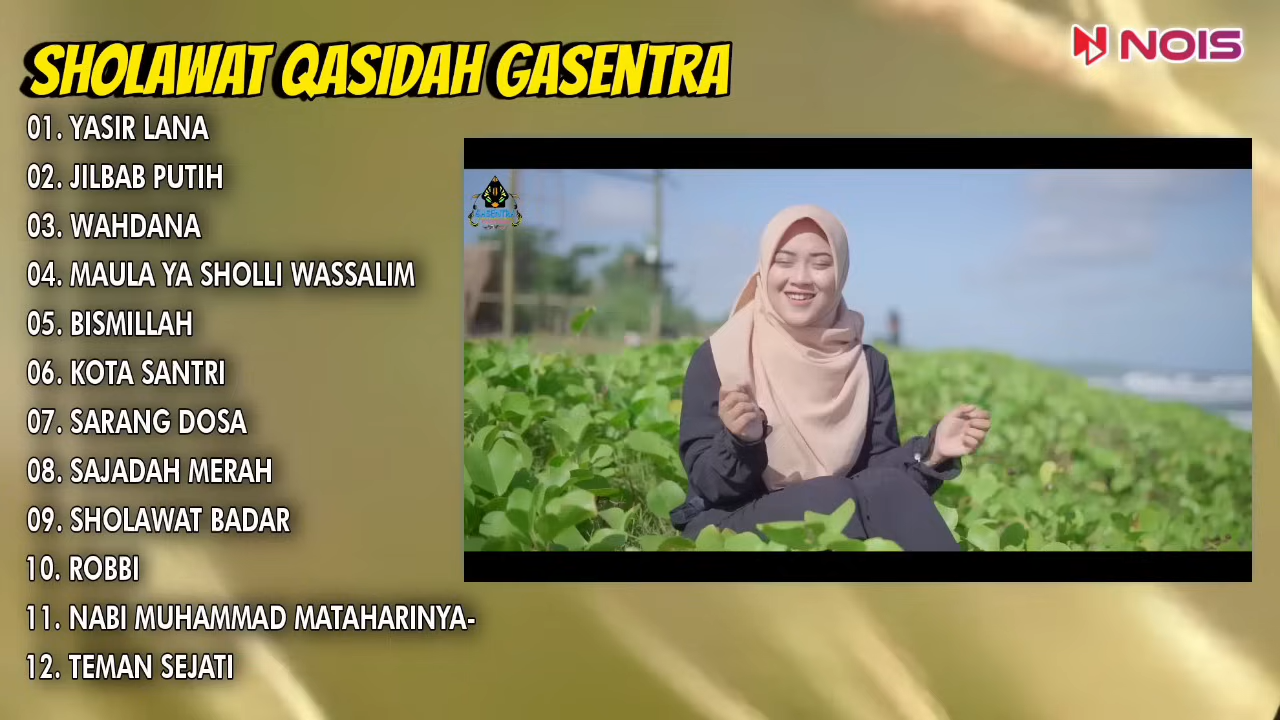 SHOLAWAT QASIDAH GASENTRA
NOIS
01. YASIR LANA
02. JILBAB PUTIH
03. WAHDANA
04. MAULA YA SHOLLI WASSALIM
05. BISMILLAH
06. KOTA SANTRI
07. SARANG DOSA
08. SAJADAH MERAH
09. SHOLAWAT BADAR
10. ROBBI
11. NABI MUHAMMAD MATAHARINYA-
12. TEMAN SEJATI
GASENTRA